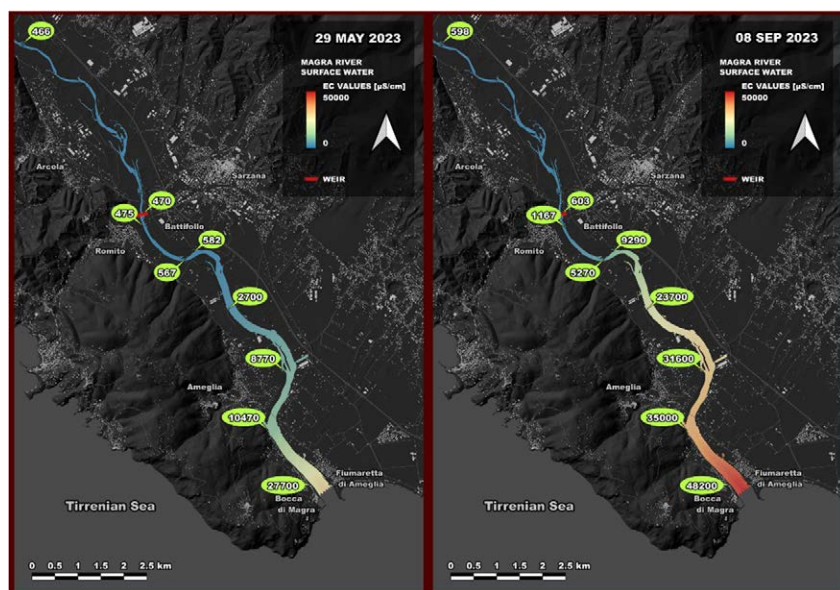 466
29 MAY 2023
MAGRA RIVER
SURFACE WATER
EC VALUES [µS/cm]
50000
0
WEIR
Arcola
Sarzana
470
475
Battifollo
Romito
582
567
2700
8770
Ameglia
10470
27700
Fiumaretta
di Ameglia
Bocca
di Magra
Tirrenian Sea
0 0.5 1 1.5 2 2.5 km
598
08 SEP 2023
MAGRA RIVER
SURFACE WATER
EC VALUES [µS/cm]
50000
0
WEIR
Arcola
Sarzana
603
1167
Battifollo
Romito
9290
5270
23700
31600
Ameglia
35000
48200
Fiumaretta
di Ameglia
Bocca
di Magra
Tirrenian Sea
0 0.5 1 1.5 2 2.5 km